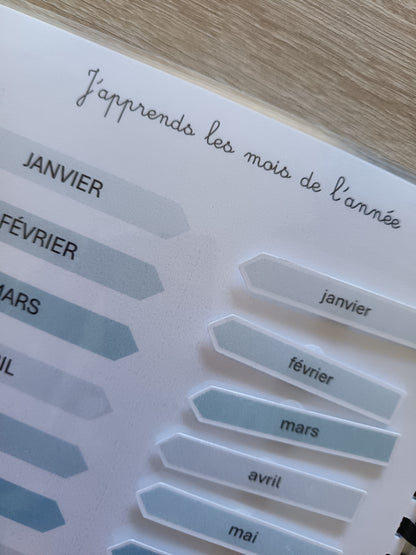 J'apprends les mois de l'année
JANVIER
FÉVRIER
MARS
janvier
février
mars
avril
mai